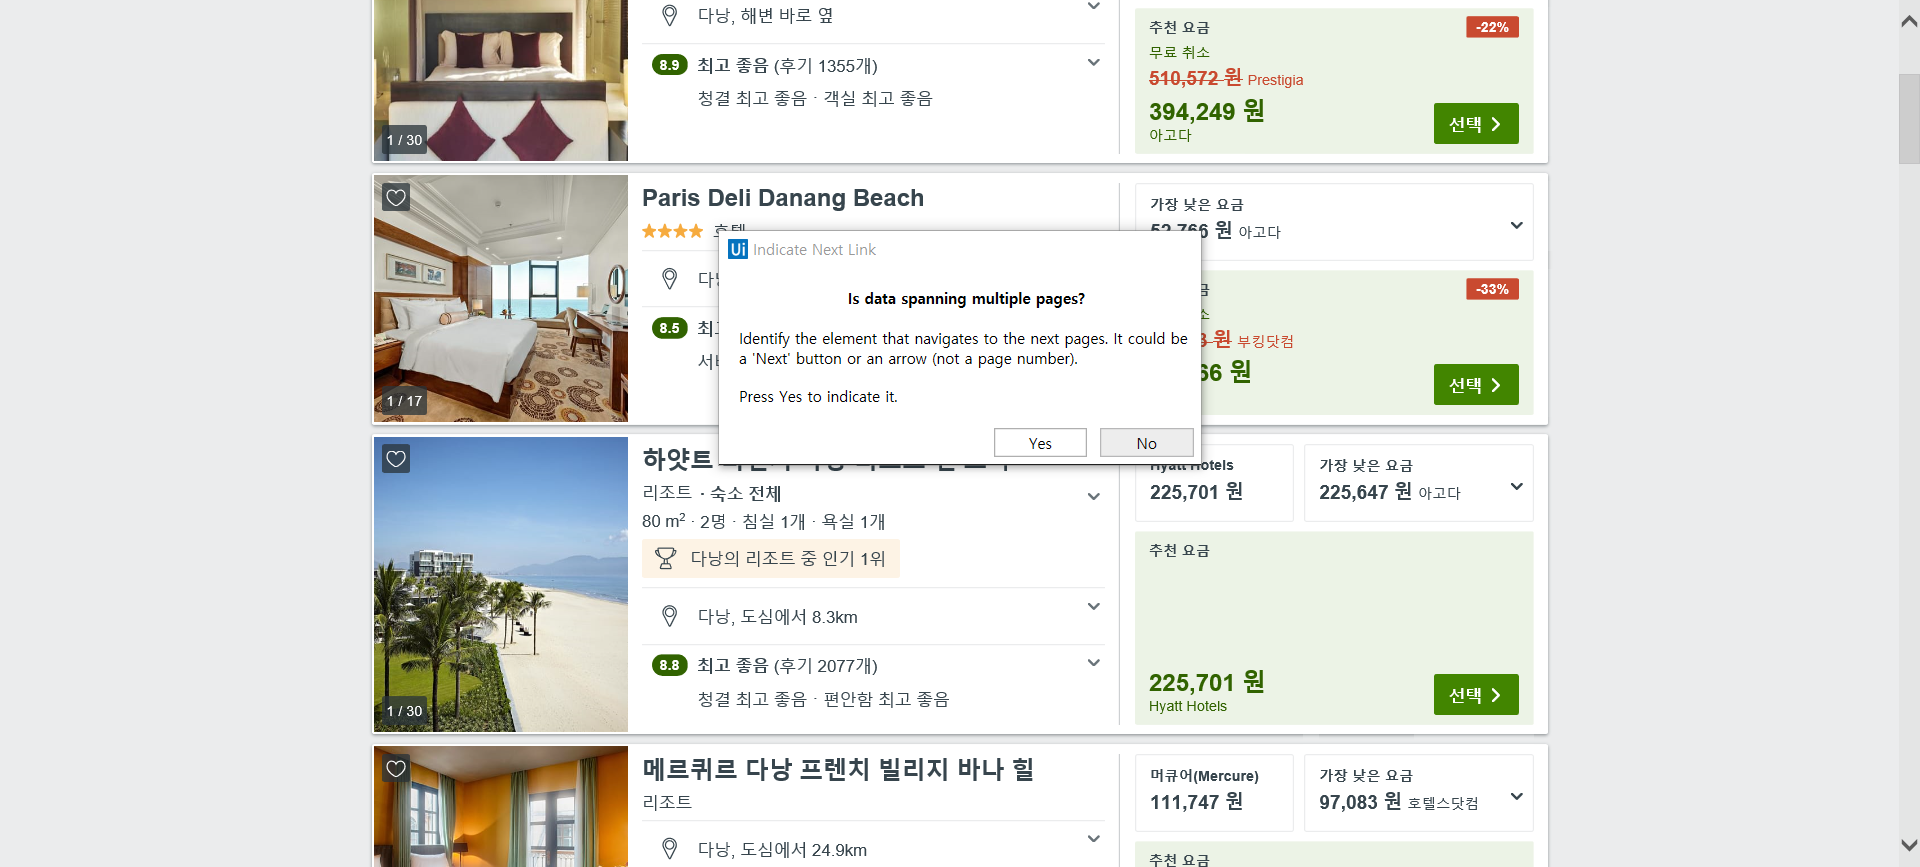 다낭, 해변 바로 옆
8.9 최고 좋음 (후기 1355개)
청결 최고 좋음 · 객실 최고 좋음
1 / 30
추천 요금
-22%
무료 취소
510,572 원 Prestigia
394,249 원
아고다
선택
Paris Deli Danang Beach
호텔
8.5
1 / 17
가장 낮은 요금
원 아고다
-33%
원 부킹닷컴
66 원
선택
Ui Indicate Next Link
Is data spanning multiple pages?
Identify the element that navigates to the next pages. It could be
a 'Next' button or an arrow (not a page number).
Press Yes to indicate it.
Yes
No
하얏트
리조트 · 숙소 전체
80 m² · 2명 · 침실 1개 · 욕실 1개
다낭의 리조트 중 인기 1위
다낭, 도심에서 8.3km
8.8 최고 좋음 (후기 2077개)
청결 최고 좋음 · 편안함 최고 좋음
1 / 30
Hyatt Hotels
225,701 원
가장 낮은 요금
225,647 원 아고다
추천 요금
225,701 원
Hyatt Hotels
선택
메르퀴르 다낭 프렌치 빌리지 바나 힐
리조트
다낭, 도심에서 24.9km
머큐어(Mercure)
111,747 원
가장 낮은 요금
97,083 원 호텔스닷컴
추천 요금